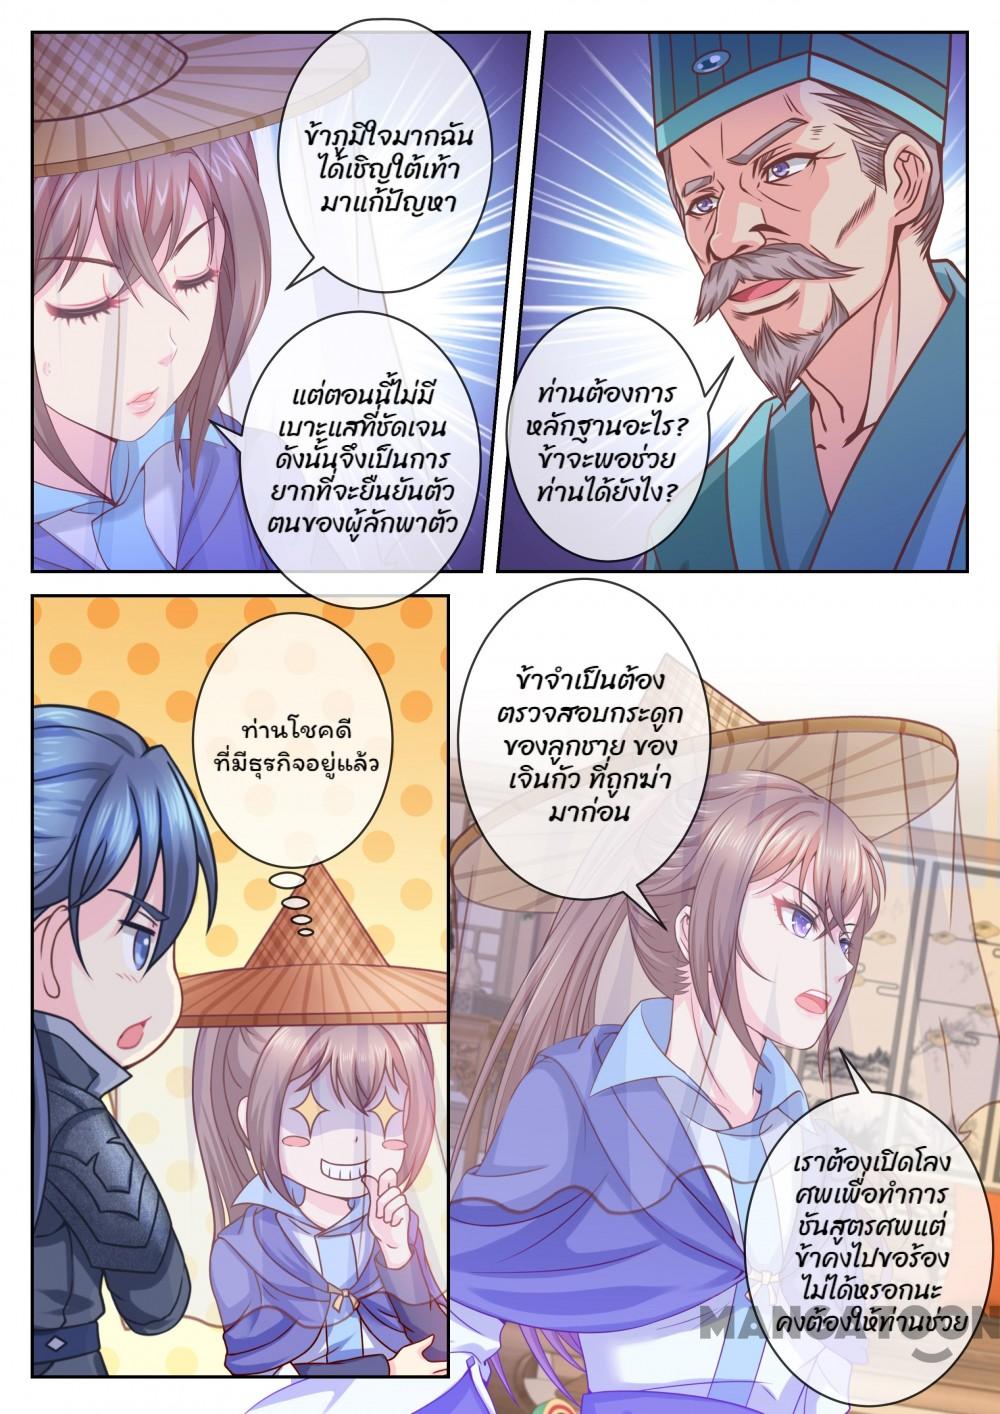 ข้าภูมิใจมากฉัน
ได้เชิญใต้เท้า
มาแก้ปัญหา
แต่ตอนนี้ไม่มี
เบาะแสที่ชัดเจน
ดังนั้นจึงเป็นการ
ยากที่จะยืนยันตัว
ตนของผู้ลักพาตัว
ท่านต้องการ
หลักฐานอะไร?
ข้าจะพอช่วย
ท่านได้ยังไง?
ท่านโชคดี
ที่มีธุรกิจอยู่แล้ว
ข้าจำเป็นต้อง
ตรวจสอบกระดูก
ของลูกชาย ของ
เจินกัว ที่ถูกฆ่า
มาก่อน
เราต้องเปิดโลง
ศพเพื่อทำการ
ชันสูตรศพแต่
ข้าคงไปขอร้อง
ไม่ได้หรอกนะ
คงต้องให้ท่านช่วย
MANGATOON